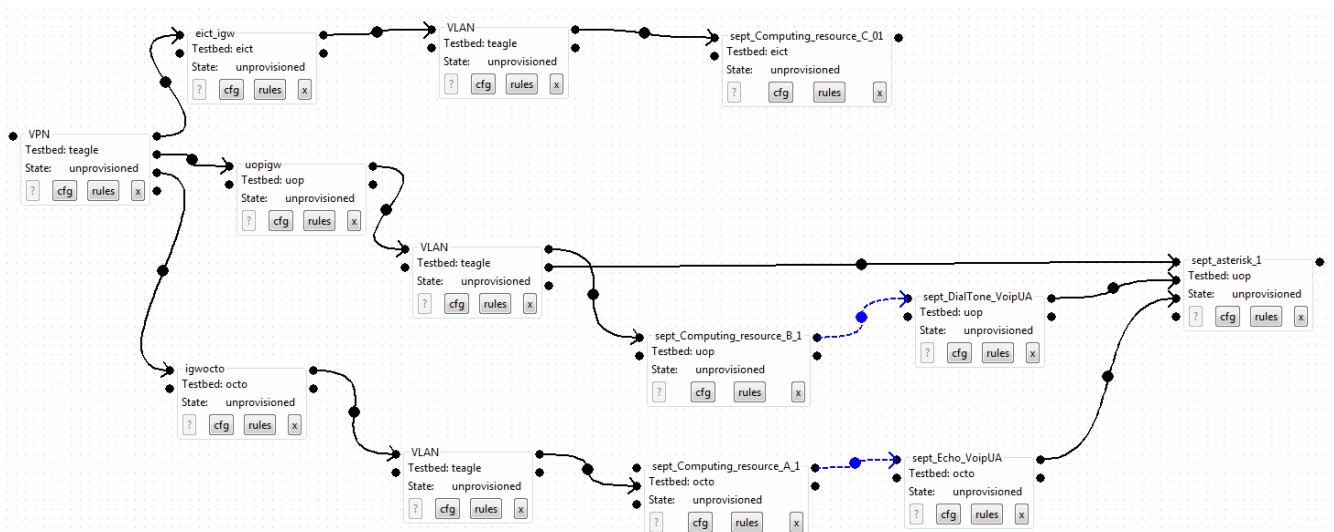 eict_igw
Testbed: eict
State: unprovisioned
? cfg rules x
VLAN
Testbed: teagle
State: unprovisioned
? cfg rules x
sept_Computing_resource_C_01
Testbed: eict
State: unprovisioned
? cfg rules x
VPN
Testbed: teagle
State: unprovisioned
? cfg rules x
uopigw
Testbed: uop
State: unprovisioned
? cfg rules x
VLAN
Testbed: teagle
State: unprovisioned
? cfg rules x
sept_asterisk_1
Testbed: uop
State: unprovisioned
? cfg rules x
sept_DialTone_VoipUA
Testbed: uop
State: unprovisioned
? cfg rules x
sept_Computing_resource_B_1
Testbed: uop
State: unprovisioned
? cfg rules x
igwocto
Testbed: octo
State: unprovisioned
? cfg rules x
VLAN
Testbed: teagle
State: unprovisioned
? cfg rules x
sept_Computing_resource_A_1
Testbed: octo
State: unprovisioned
? cfg rules x
sept_Echo_VoipUA
Testbed: octo
State: unprovisioned
? cfg rules x